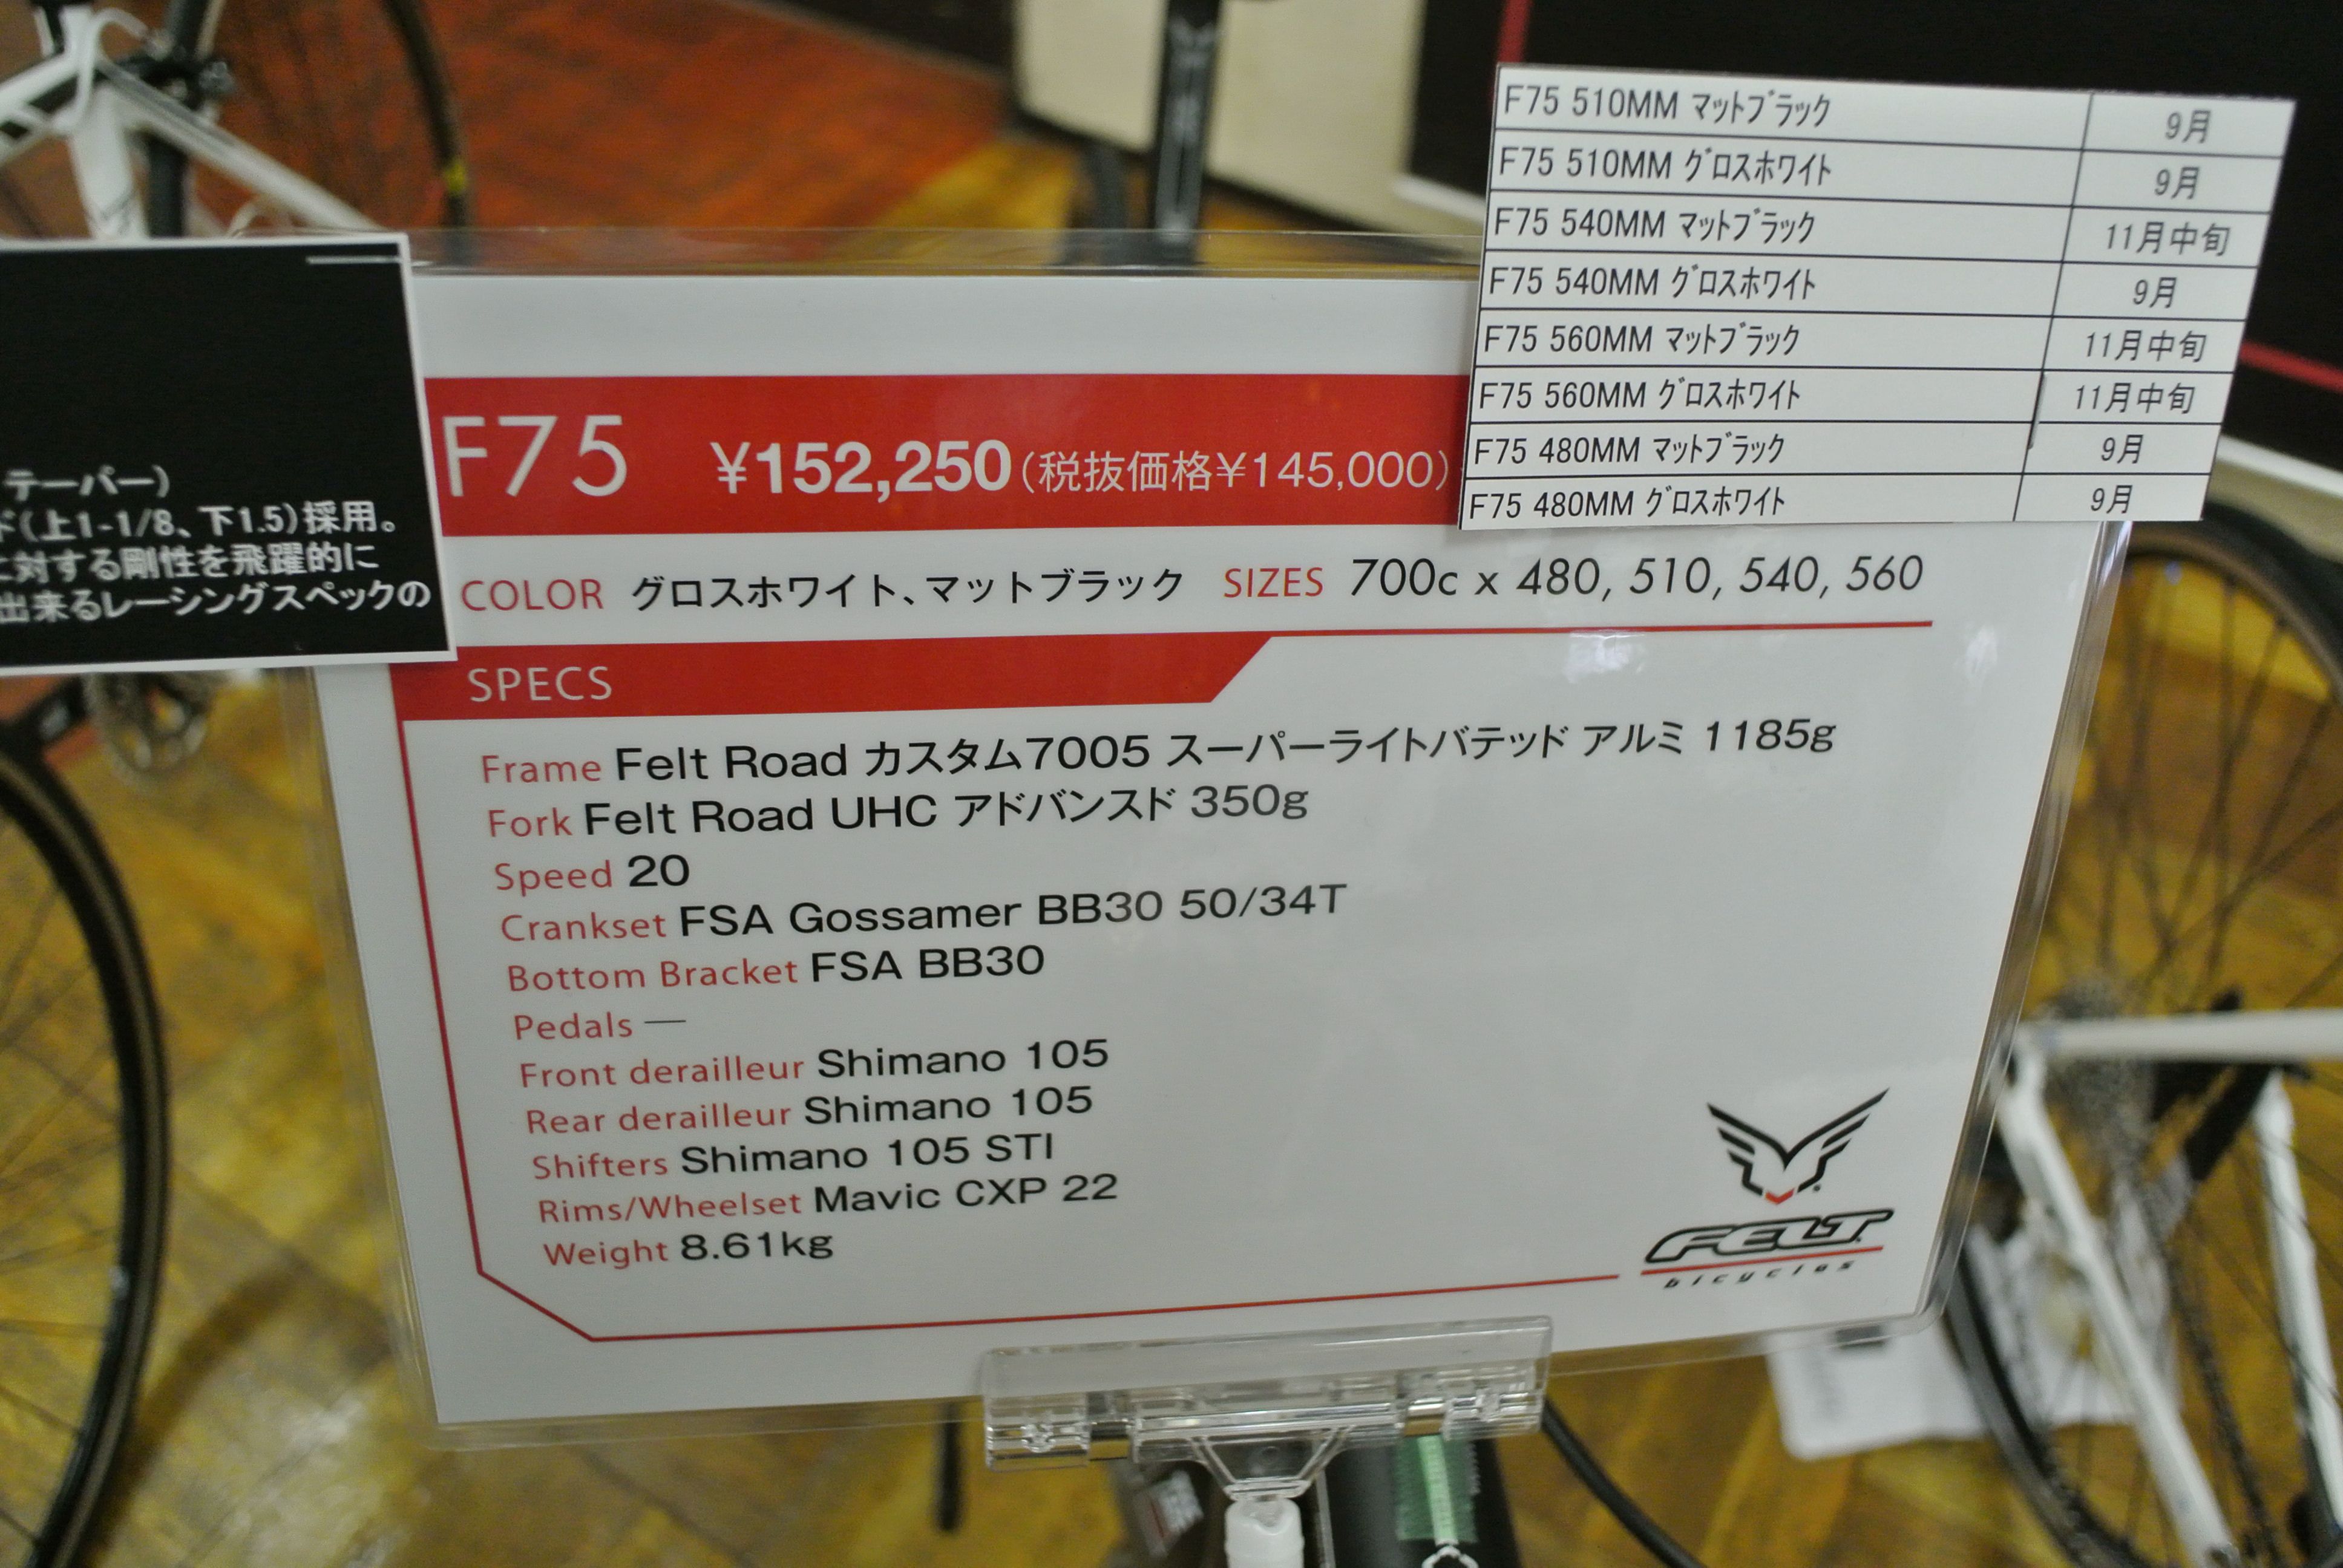 F75 510MM ﾏｯﾄﾌﾞﾗｯｸ 9月
F75 510MM ｸﾞﾛｽﾎﾜｲﾄ 9月
F75 540MM ﾏｯﾄﾌﾞﾗｯｸ 11月中旬
F75 540MM ｸﾞﾛｽﾎﾜｲﾄ 9月
F75 560MM ﾏｯﾄﾌﾞﾗｯｸ 11月中旬
F75 560MM ｸﾞﾛｽﾎﾜｲﾄ 11月中旬
F75 480MM ﾏｯﾄﾌﾞﾗｯｸ 9月
F75 480MM ｸﾞﾛｽﾎﾜｲﾄ 9月
テーパー)
(上1-1/8、下1.5)採用。
対する剛性を飛躍的に
出来るレーシングスペックの
F75 ¥152,250(税抜価格¥145,000)
COLOR グロスホワイト、マットブラック SIZES 700c x 480, 510, 540, 560
SPECS
Frame Felt Road カスタム7005 スーパーライトバテッド アルミ 1185g
Fork Felt Road UHC アドバンスド 350g
Speed 20
Crankset FSA Gossamer BB30 50/34T
Bottom Bracket FSA BB30
Pedals —
Front derailleur Shimano 105
Rear derailleur Shimano 105
Shifters Shimano 105 STI
Rims/Wheelset Mavic CXP 22
Weight 8.61kg
FELT
bicycles